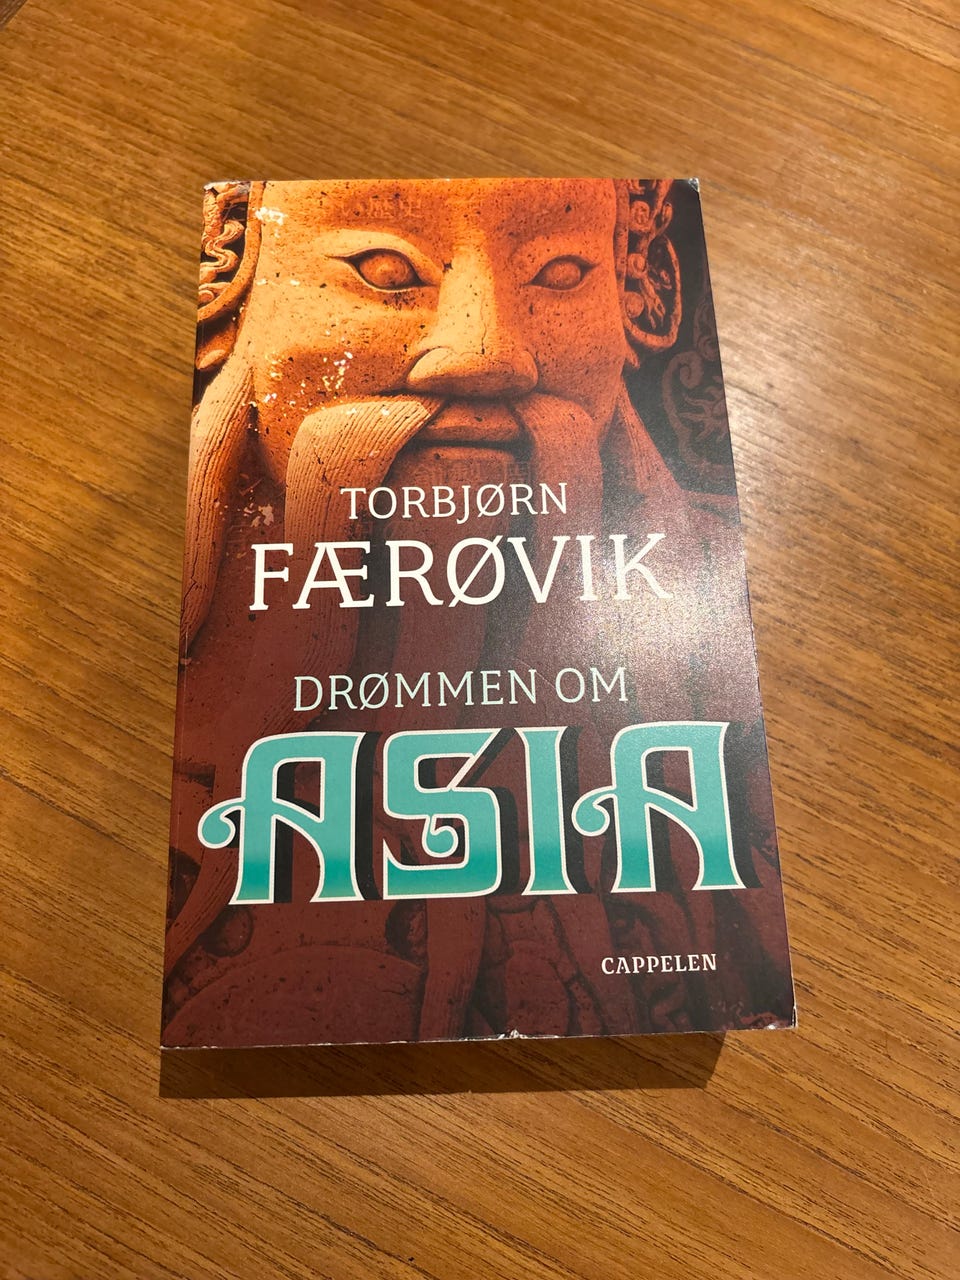 TORBJØRN
FÆRØVIK
DRØMMEN OM
ASIA
CAPPELEN